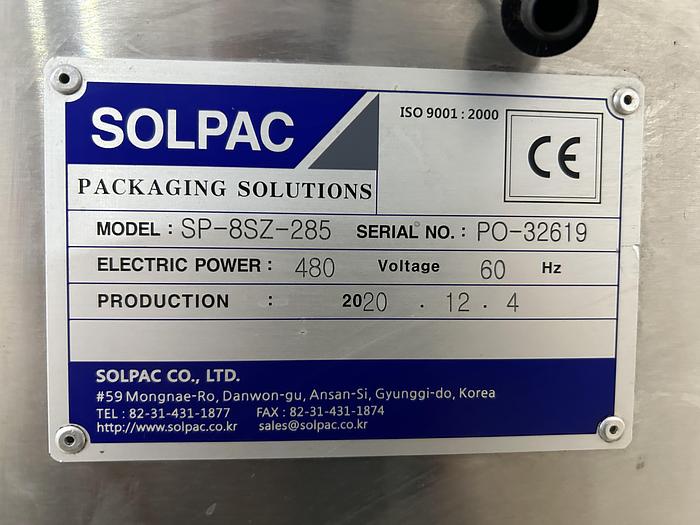 SOLPAC
ISO 9001 : 2000
CE
PACKAGING SOLUTIONS
MODEL : SP-8SZ-285 SERIAL NO. : PO-32619
ELECTRIC POWER : 480 Voltage 60 Hz
PRODUCTION : 2020 . 12 . 4
SOLPAC CO., LTD.
#59 Mongnae-Ro, Danwon-gu, Ansan-Si, Gyunggi-do, Korea
TEL : 82-31-431-1877 FAX : 82-31-431-1874
http://www.solpac.co.kr sales@solpac.co.kr